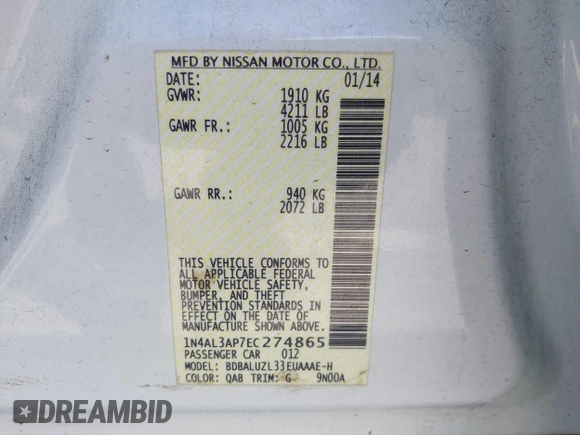 MFD BY NISSAN MOTOR CO., LTD.
DATE: 01/14
GVWR: 1910 KG
4211 LB
GAWR FR.: 1005 KG
2216 LB
GAWR RR.: 940 KG
2072 LB
THIS VEHICLE CONFORMS TO
ALL APPLICABLE FEDERAL
MOTOR VEHICLE SAFETY,
BUMPER, AND THEFT
PREVENTION STANDARDS IN
EFFECT ON THE DATE OF
MANUFACTURE SHOWN ABOVE.
1N4AL3AP7EC274865
PASSENGER CAR 012
MODEL: BDBALUZL33EUAAAE-H
COLOR: QAB TRIM: G 9N00A
DREAMBID